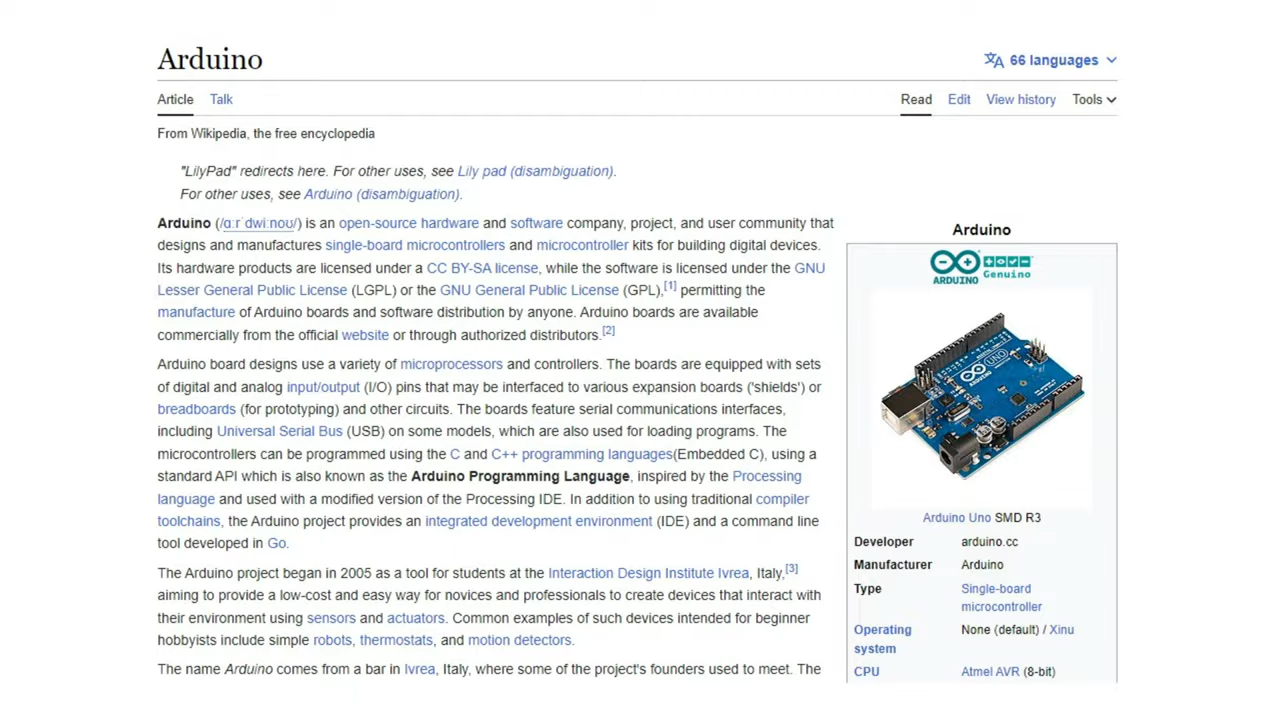 Arduino
66 languages
Article Talk
Read Edit View history Tools
From Wikipedia, the free encyclopedia
"LilyPad" redirects here. For other uses, see Lily pad (disambiguation).
For other uses, see Arduino (disambiguation).
Arduino (/ɑːrˈdwiːnoʊ/) is an open-source hardware and software company, project, and user community that
designs and manufactures single-board microcontrollers and microcontroller kits for building digital devices.
Its hardware products are licensed under a CC BY-SA license, while the software is licensed under the GNU
Lesser General Public License (LGPL) or the GNU General Public License (GPL),[1] permitting the
manufacture of Arduino boards and software distribution by anyone. Arduino boards are available
commercially from the official website or through authorized distributors.[2]
Arduino board designs use a variety of microprocessors and controllers. The boards are equipped with sets
of digital and analog input/output (I/O) pins that may be interfaced to various expansion boards ('shields') or
breadboards (for prototyping) and other circuits. The boards feature serial communications interfaces,
including Universal Serial Bus (USB) on some models, which are also used for loading programs. The
microcontrollers can be programmed using the C and C++ programming languages(Embedded C), using a
standard API which is also known as the Arduino Programming Language, inspired by the Processing
language and used with a modified version of the Processing IDE. In addition to using traditional compiler
toolchains, the Arduino project provides an integrated development environment (IDE) and a command line
tool developed in Go.
The Arduino project began in 2005 as a tool for students at the Interaction Design Institute Ivrea, Italy,[3]
aiming to provide a low-cost and easy way for novices and professionals to create devices that interact with
their environment using sensors and actuators. Common examples of such devices intended for beginner
hobbyists include simple robots, thermostats, and motion detectors.
The name Arduino comes from a bar in Ivrea, Italy, where some of the project's founders used to meet. The
Arduino
ARDUINO Genuino
ARDUINO UNO
Arduino Uno SMD R3
Developer arduino.cc
Manufacturer Arduino
Type Single-board
microcontroller
Operating None (default) / Xinu
system
CPU Atmel AVR (8-bit)